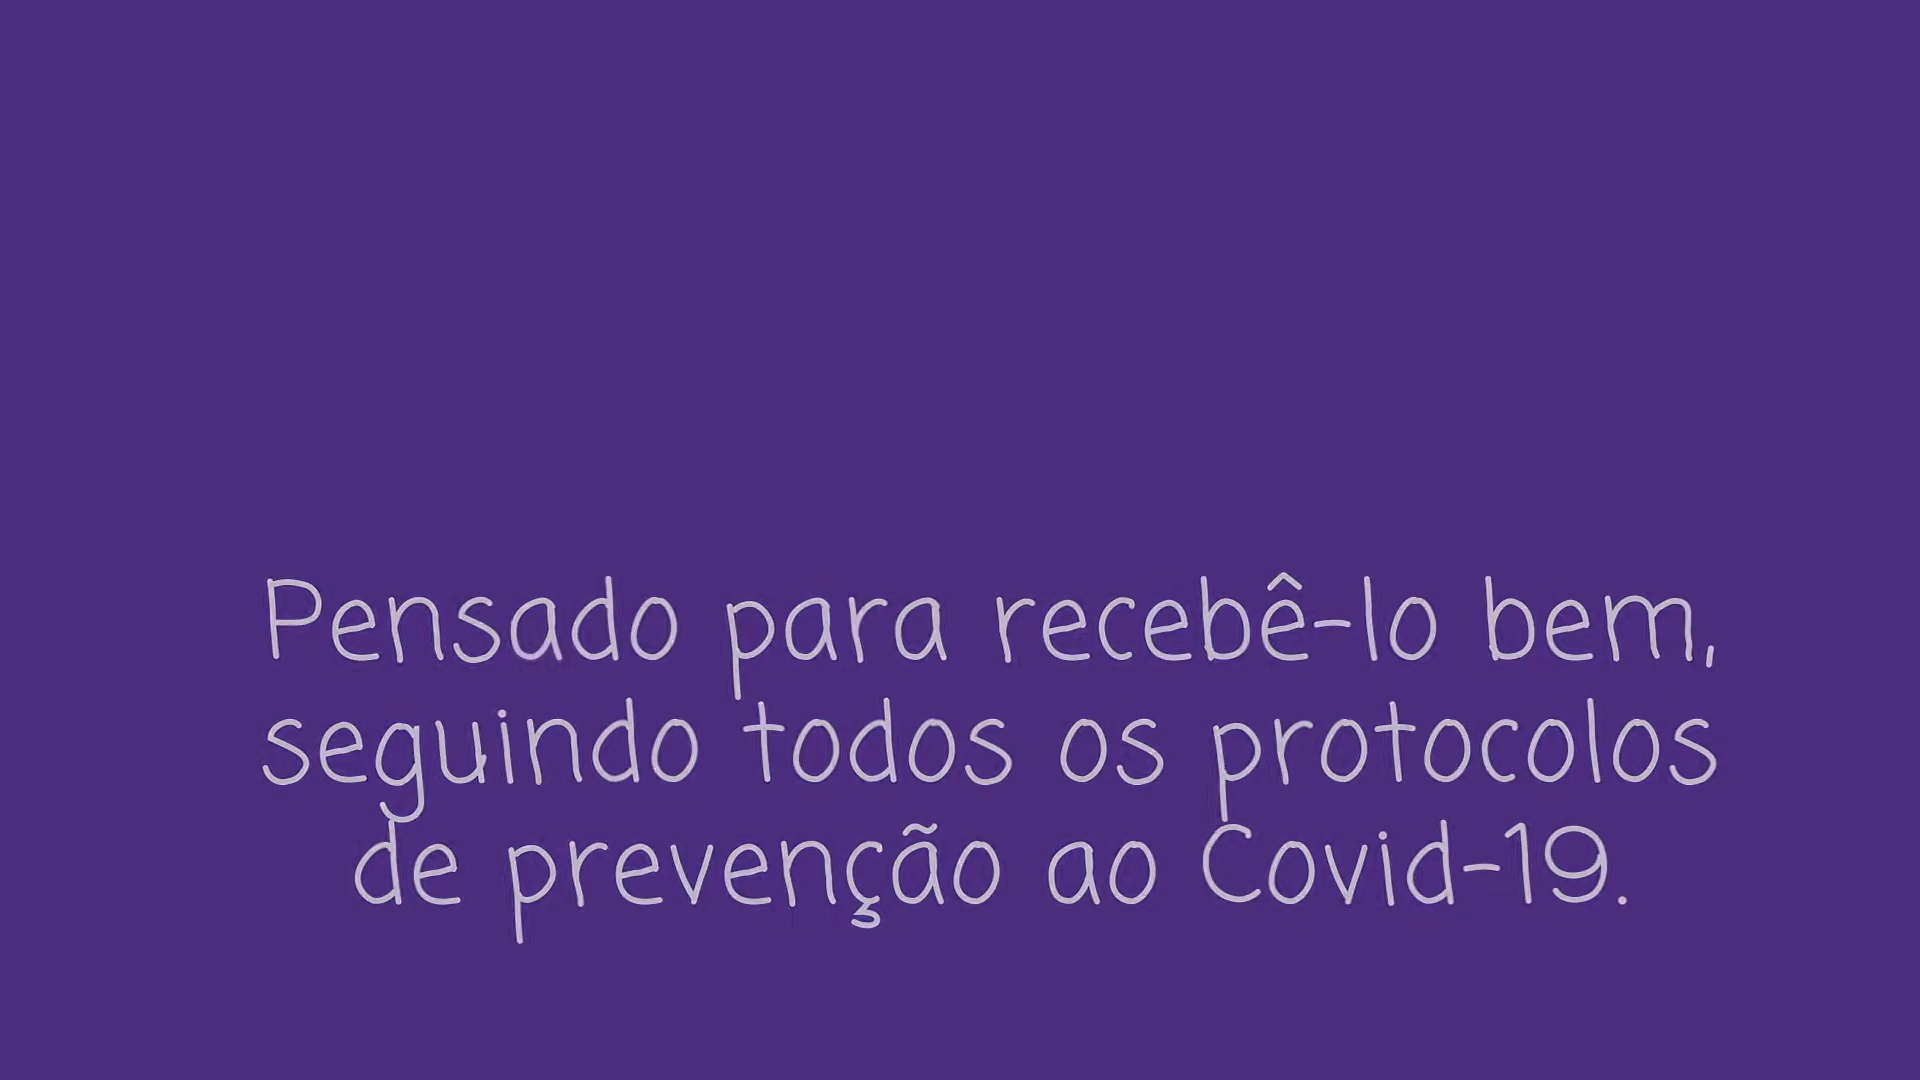 Pensado para recebê-lo bem,
seguindo todos os protocolos
de prevenção ao Covid-19.